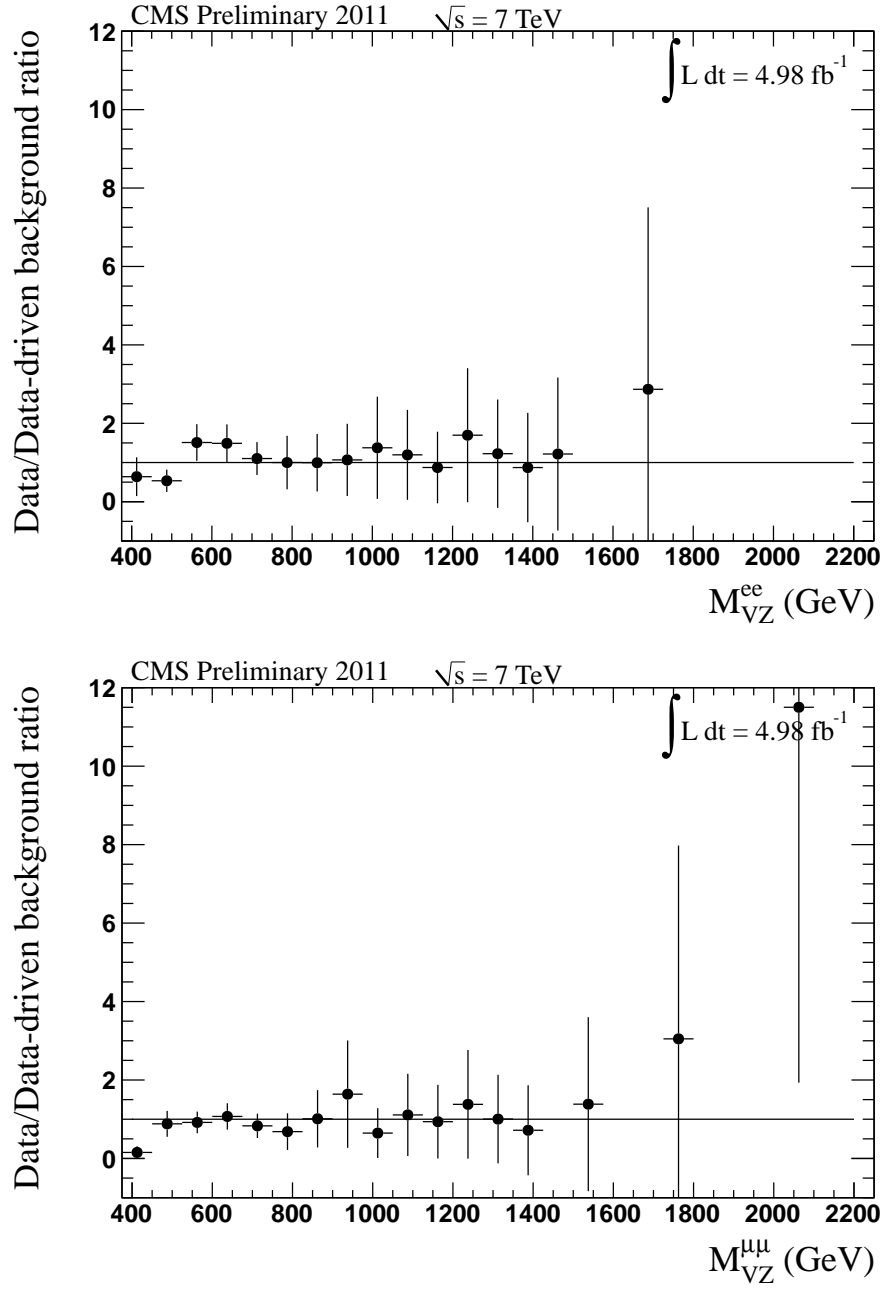 CMS Preliminary 2011 √s = 7 TeV
∫ L dt = 4.98 fb⁻¹
Data/Data-driven background ratio
12
10
8
6
4
2
0
400 600 800 1000 1200 1400 1600 1800 2000 2200
M_VZ^ee (GeV)
CMS Preliminary 2011 √s = 7 TeV
∫ L dt = 4.98 fb⁻¹
Data/Data-driven background ratio
12
10
8
6
4
2
0
400 600 800 1000 1200 1400 1600 1800 2000 2200
M_VZ^μμ (GeV)